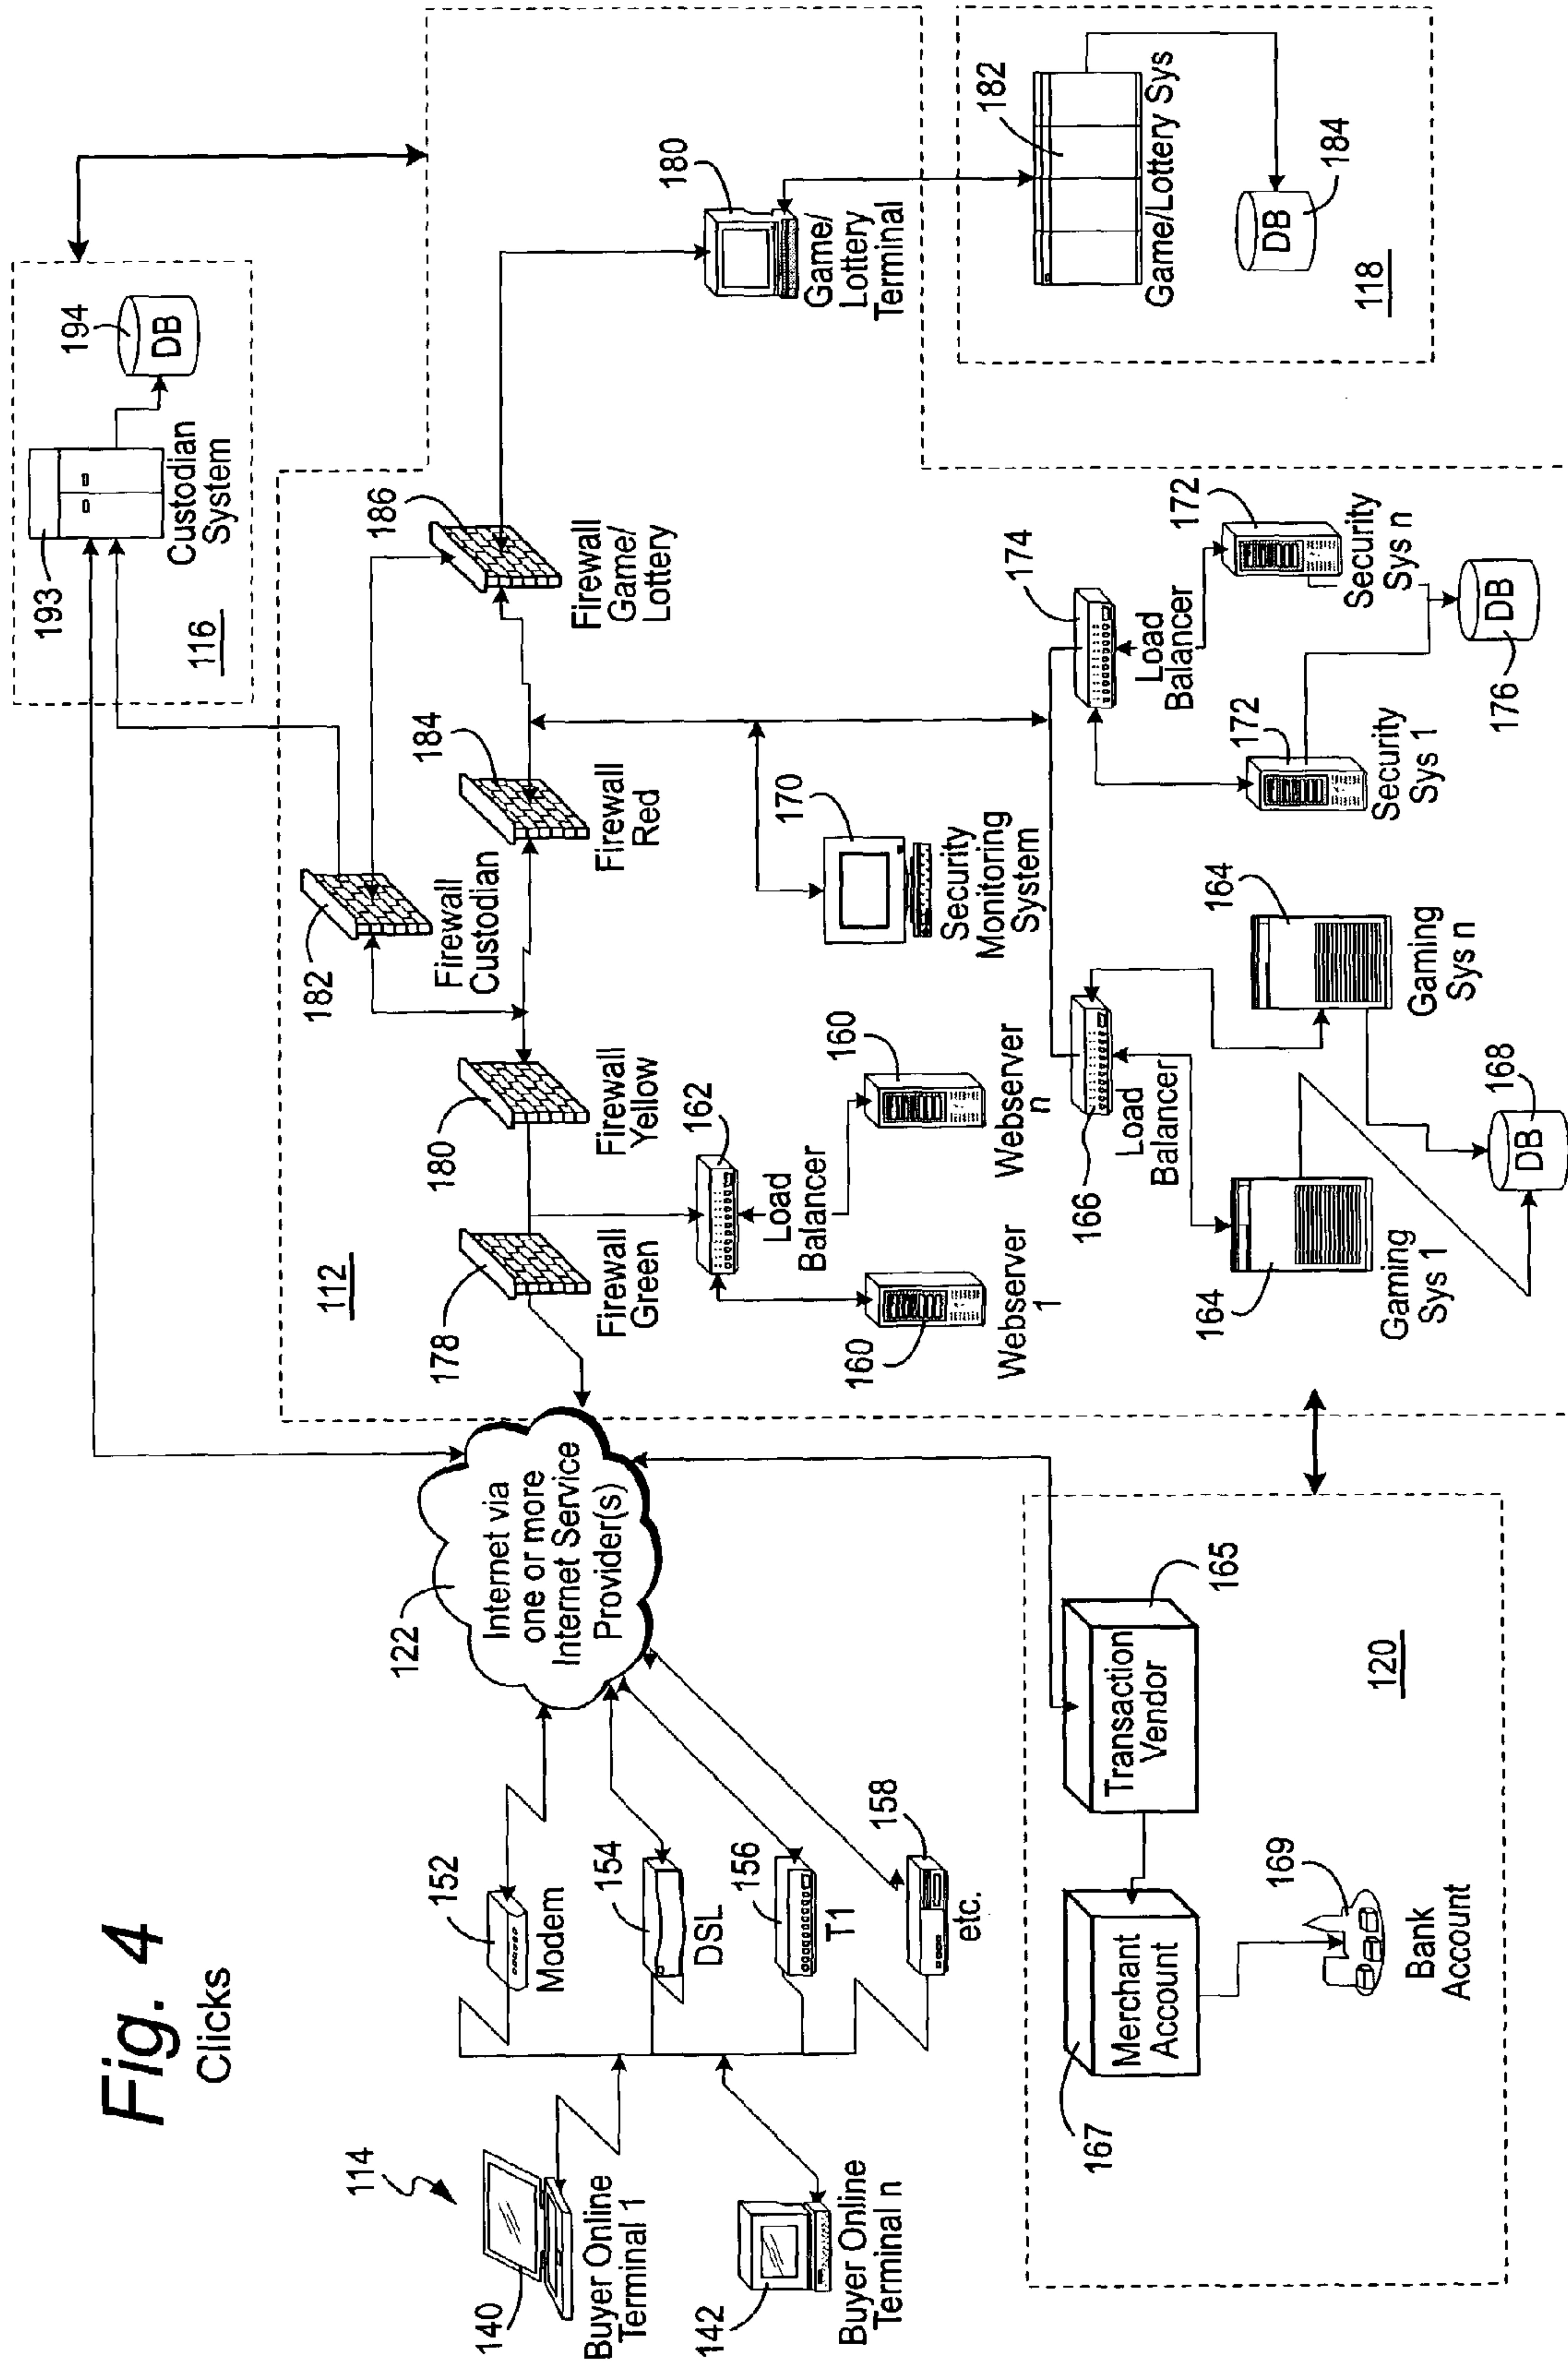 Fig. 4
Clicks
114
140
Buyer Online
Terminal 1
142
Buyer Online
Terminal n
152
Modem
154
DSL
156
T1
158
etc.
122
Internet via
one or more
Internet Service
Provider(s)
167
Merchant
Account
Transaction
Vendor
165
169
Bank
Account
120
112
178
Firewall
Green
180
Firewall
Yellow
182
Firewall
Custodian
184
Firewall
Red
186
Firewall
Game/
Lottery
193
Custodian
System
194
DB
116
162
Load
Balancer
160
Webserver
1
160
Webserver
n
170
Security
Monitoring
System
180
Game/
Lottery
Terminal
182
Game/Lottery Sys
DB
184
118
166
Load
Balancer
164
Gaming
Sys 1
164
Gaming
Sys n
168
DB
174
Load
Balancer
172
Security
Sys 1
172
Security
Sys n
DB
176